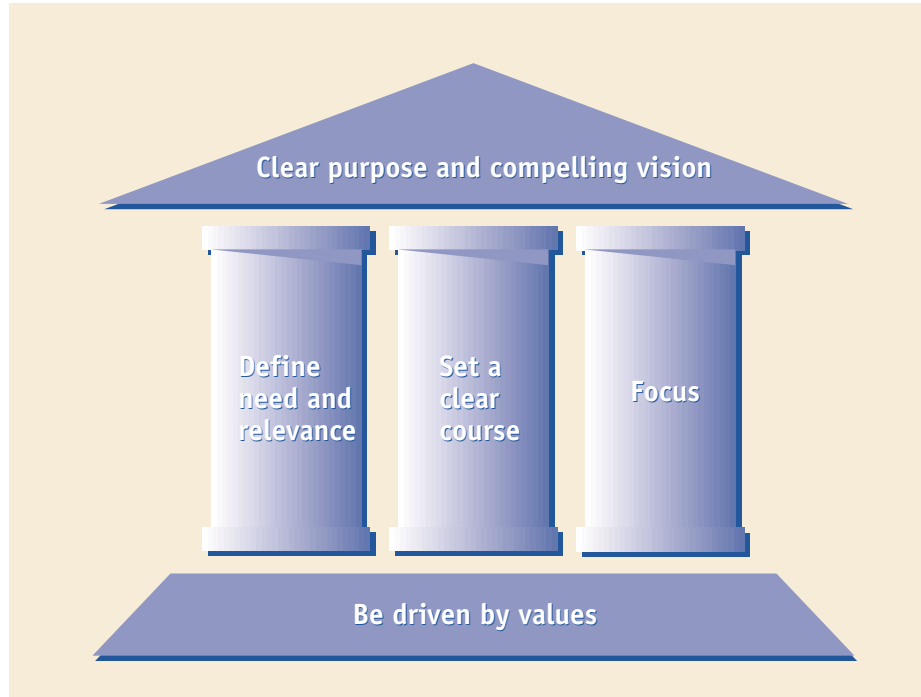 Clear purpose and compelling vision
Define
need and
relevance
Set a
clear
course
Focus
Be driven by values